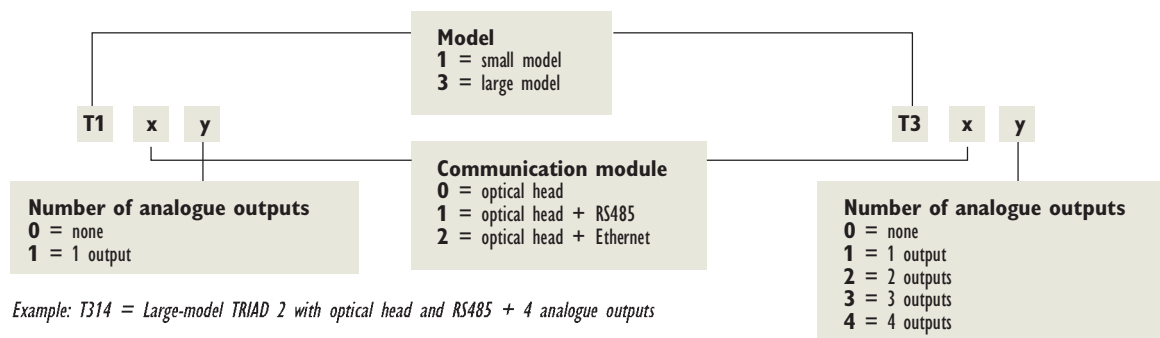 Model
1 = small model
3 = large model
T1 x y
T3 x y
Communication module
0 = optical head
1 = optical head + RS485
2 = optical head + Ethernet
Number of analogue outputs
0 = none
1 = 1 output
Number of analogue outputs
0 = none
1 = 1 output
2 = 2 outputs
3 = 3 outputs
4 = 4 outputs
Example: T314 = Large-model TRIAD 2 with optical head and RS485 + 4 analogue outputs